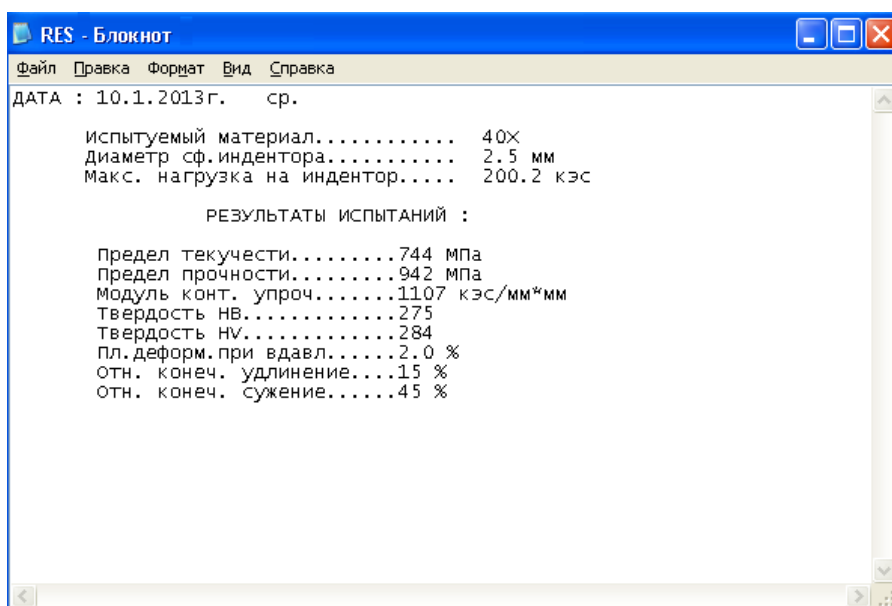 RES - Блокнот
Файл Правка Формат Вид Справка
ДАТА : 10.1.2013г. ср.
Испытуемый материал............ 40Х
Диаметр сф.индентора........... 2.5 мм
Макс. нагрузка на индентор..... 200.2 кэс
РЕЗУЛЬТАТЫ ИСПЫТАНИЙ :
Предел текучести.........744 МПа
Предел прочности.........942 МПа
Модуль конт. упроч.......1107 кэс/мм*мм
Твердость НВ.............275
Твердость HV.............284
Пл.деформ.при вдавл......2.0 %
Отн. конеч. удлинение....15 %
Отн. конеч. сужение......45 %